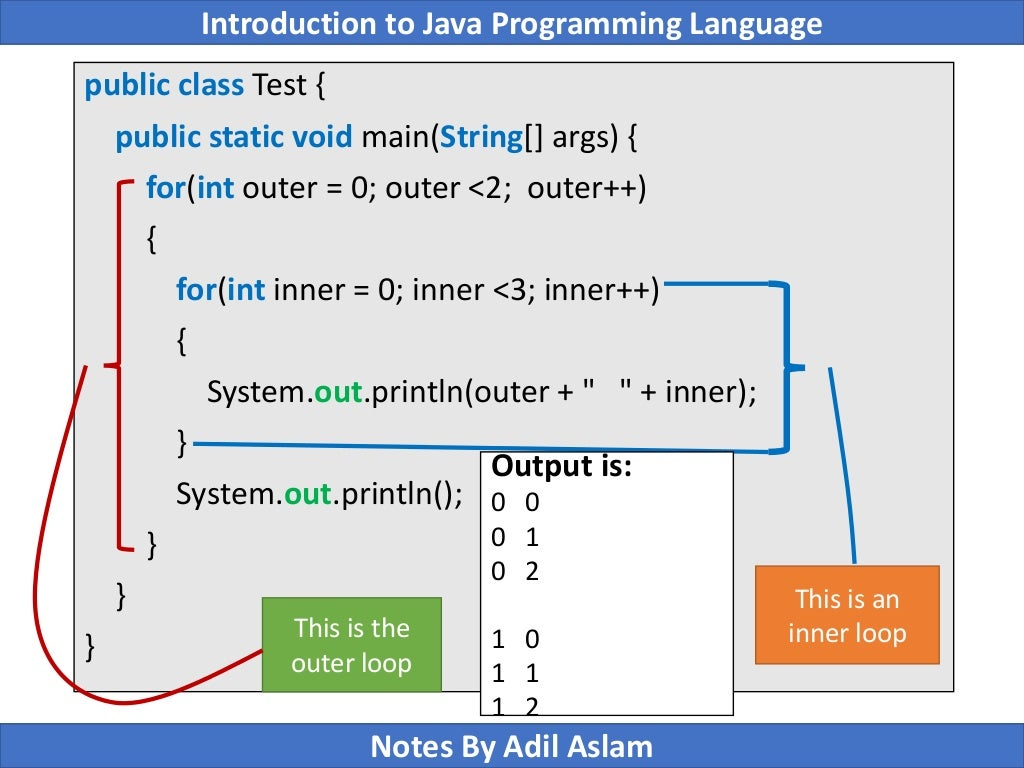 Introduction to Java Programming Language
public class Test {
public static void main(String[] args) {
for(int outer = 0; outer <2;  outer++)
{
for(int inner = 0; inner <3; inner++)
{
System.out.println(outer + "   " + inner);
}
System.out.println();
}
}
}
Output is:
0   0
0   1
0   2
1   0
1   1
1   2
This is the
outer loop
This is an
inner loop
Notes By Adil Aslam